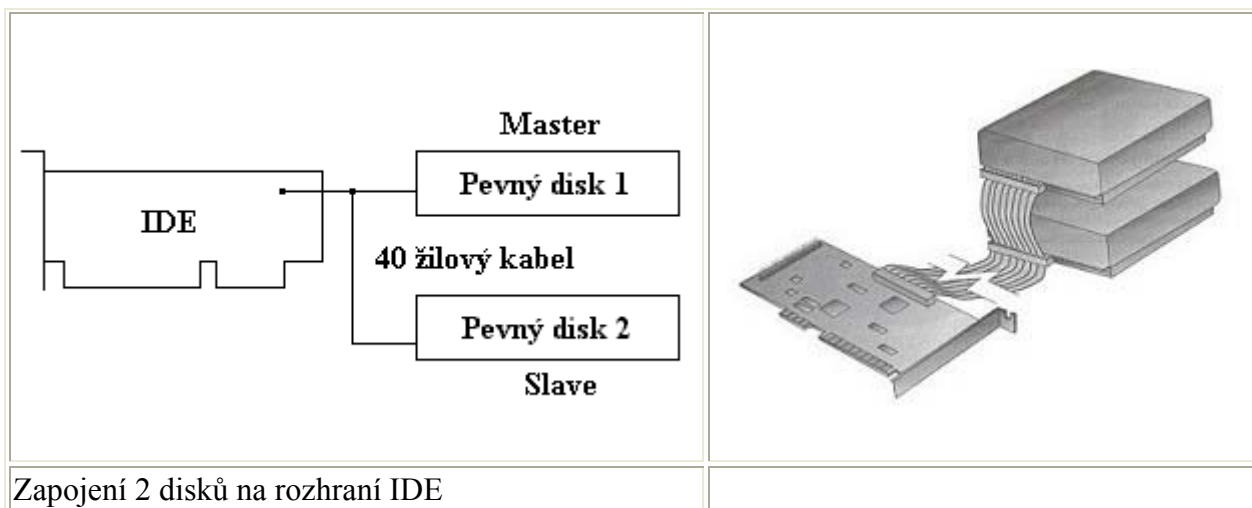 Master
Pevný disk 1
IDE
40 žilový kabel
Pevný disk 2
Slave
Zapojení 2 disků na rozhraní IDE